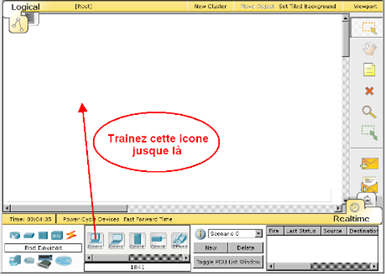 Logical
[Root]
New Cluster
Move Object
Set Tiled Background
Viewport
Trainez cette icone
jusque là
Time: 00:04:35
Power Cycle Devices
Fast Forward Time
Realtime
End Devices
Scenario 0
New
Delete
Toggle PDU List Window
Fire
Last Status
Source
Destination
1841